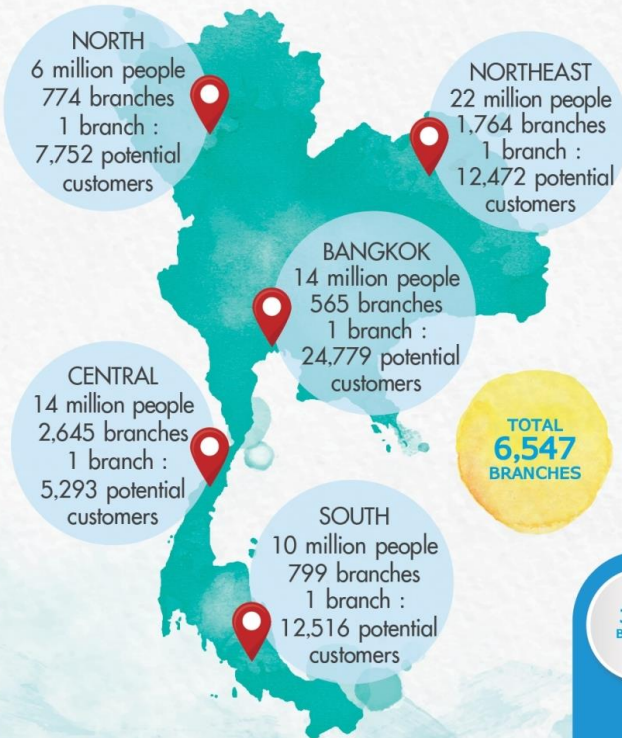 NORTH
6 million people
774 branches
1 branch :
7,752 potential
customers
NORTHEAST
22 million people
1,764 branches
1 branch :
12,472 potential
customers
BANGKOK
14 million people
565 branches
1 branch :
24,779 potential
customers
CENTRAL
14 million people
2,645 branches
1 branch :
5,293 potential
customers
TOTAL
6,547
BRANCHES
SOUTH
10 million people
799 branches
1 branch :
12,516 potential
customers